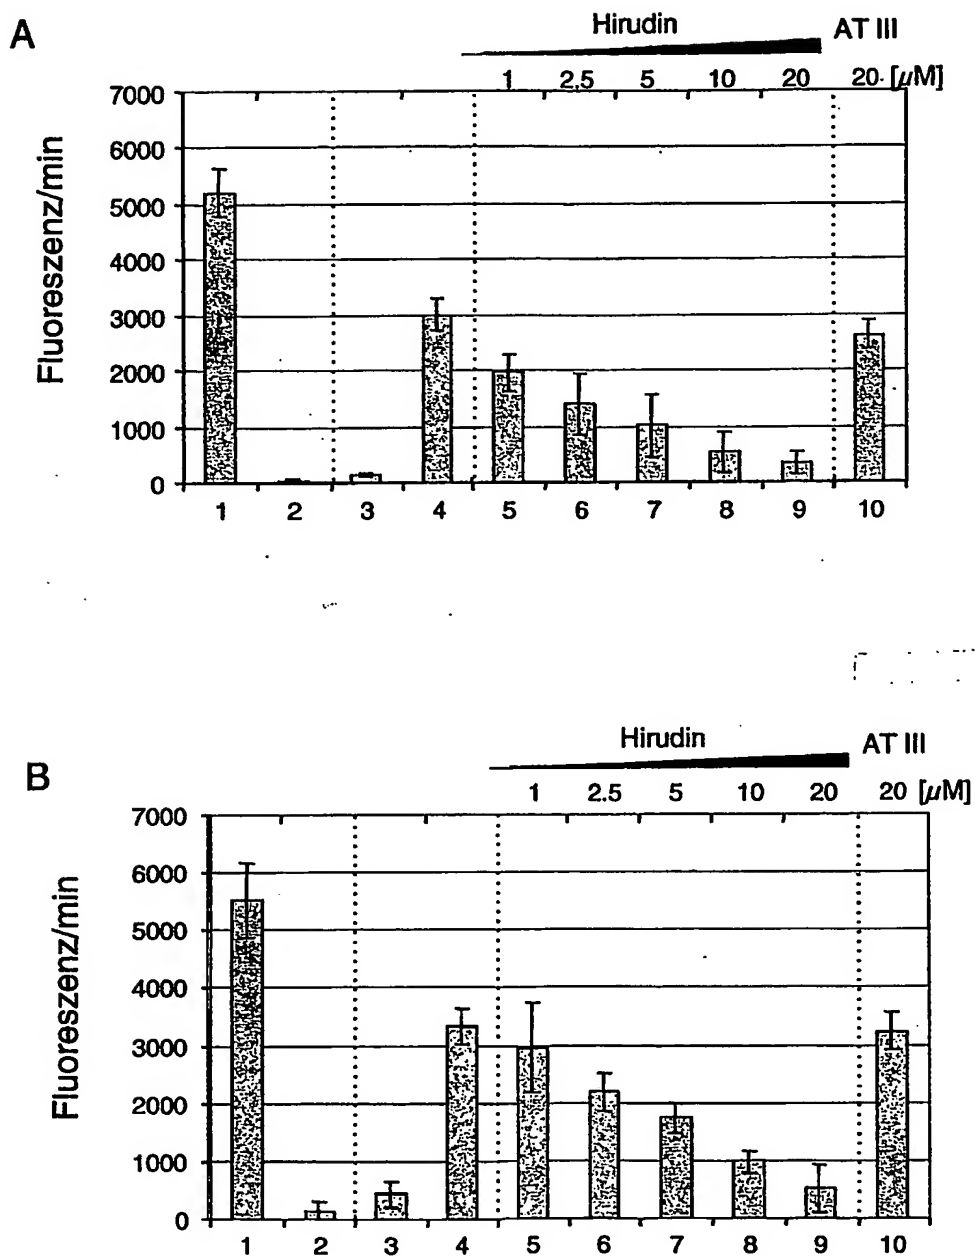 A
Hirudin AT III
1 2,5 5 10 20 20 [µM]
7000
6000
5000
4000
3000
2000
1000
0
Fluoreszenz/min
1 2 3 4 5 6 7 8 9 10
B
Hirudin AT III
1 2.5 5 10 20 20 [µM]
7000
6000
5000
4000
3000
2000
1000
0
Fluoreszenz/min
1 2 3 4 5 6 7 8 9 10